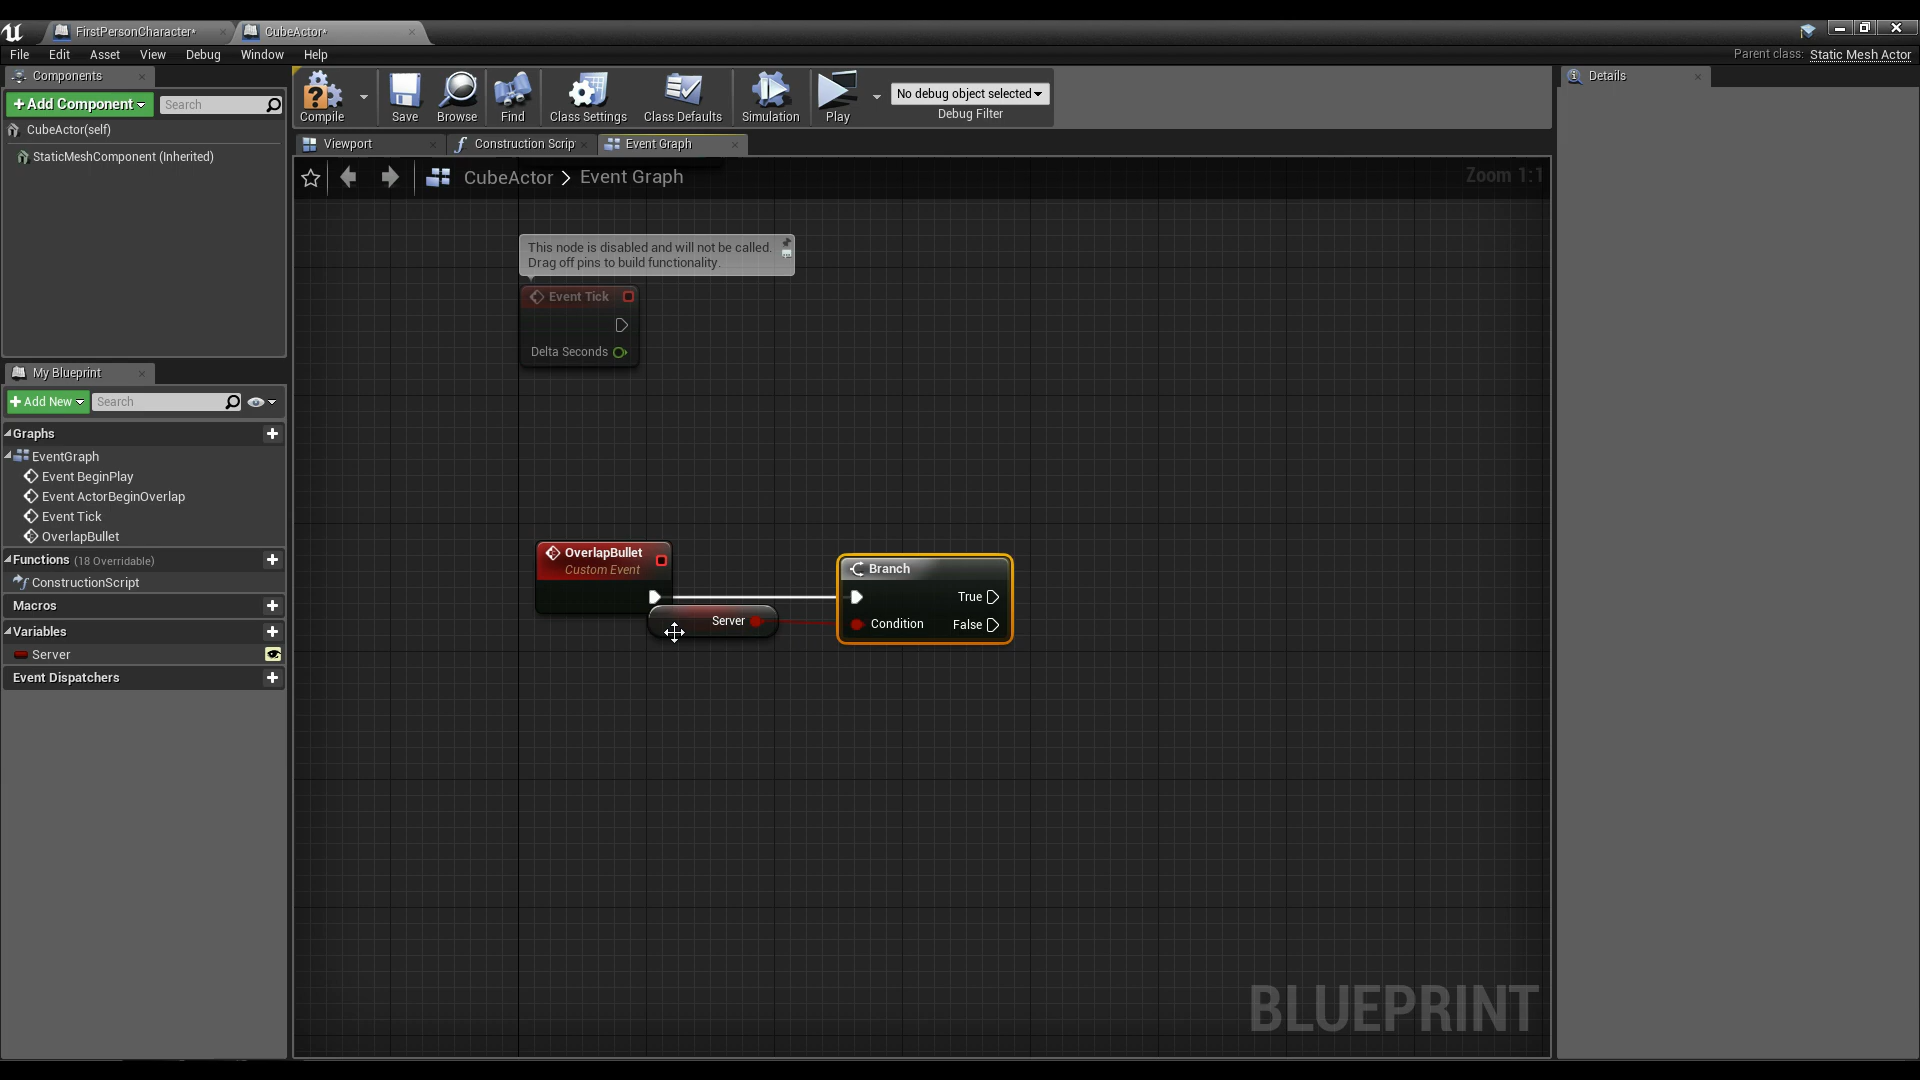 FirstPersonCharacter*
CubeActor*
File Edit Asset View Debug Window Help
Parent class: Static Mesh Actor
Components
Add Component
Search
CubeActor(self)
StaticMeshComponent (Inherited)
Compile
Save
Browse
Find
Class Settings
Class Defaults
Simulation
Play
No debug object selected
Debug Filter
Details
Viewport
Construction Scrip
Event Graph
CubeActor > Event Graph
Zoom 1:1
This node is disabled and will not be called.
Drag off pins to build functionality.
Event Tick
Delta Seconds
My Blueprint
+Add New
Search
Graphs
EventGraph
Event BeginPlay
Event ActorBeginOverlap
Event Tick
OverlapBullet
Functions (18 Overridable)
ConstructionScript
Macros
Variables
Server
Event Dispatchers
OverlapBullet
Custom Event
Server
Branch
True
Condition
False
BLUEPRINT